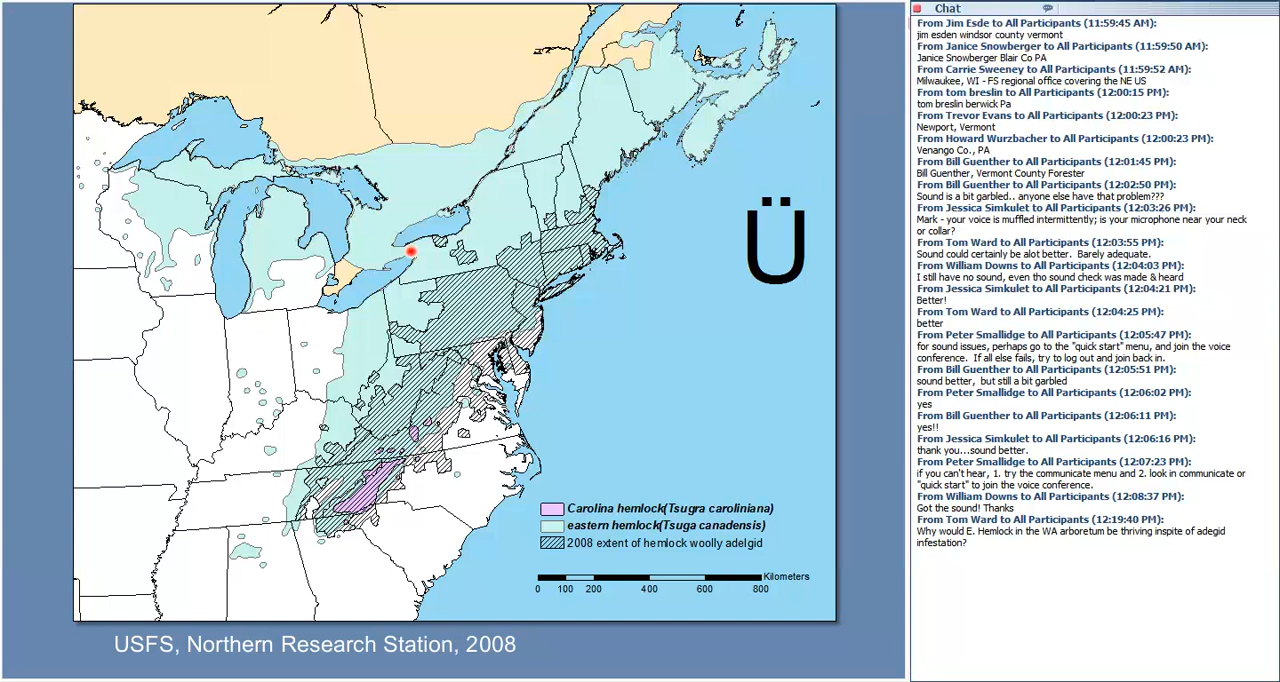 Ü
Carolina hemlock(Tsugra caroliniana)
eastern hemlock(Tsuga canadensis)
2008 extent of hemlock woolly adelgid
Kilometers
0 100 200 400 600 800
USFS, Northern Research Station, 2008
Chat
From Jim Esde to All Participants (11:59:45 AM):
jim esden windsor county vermont
From Janice Snowberger to All Participants (11:59:50 AM):
Janice Snowberger Blair Co PA
From Carrie Sweeney to All Participants (11:59:52 AM):
Milwaukee, WI - FS regional office covering the NE US
From tom breslin to All Participants (12:00:15 PM):
tom breslin berwick Pa
From Trevor Evans to All Participants (12:00:23 PM):
Newport, Vermont
From Howard Wurzbacher to All Participants (12:00:23 PM):
Venango Co., PA
From Bill Guenther to All Participants (12:01:45 PM):
Bill Guenther, Vermont County Forester
From Bill Guenther to All Participants (12:02:50 PM):
Sound is a bit garbled.. anyone else have that problem???
From Jessica Simkulet to All Participants (12:03:26 PM):
Mark - your voice is muffled intermittently; is your microphone near your neck
or collar?
From Tom Ward to All Participants (12:03:55 PM):
Sound could certainly be alot better. Barely adequate.
From William Downs to All Participants (12:04:03 PM):
I still have no sound, even tho sound check was made & heard
From Jessica Simkulet to All Participants (12:04:21 PM):
Better!
From Tom Ward to All Participants (12:04:25 PM):
better
From Peter Smallidge to All Participants (12:05:47 PM):
for sound issues, perhaps go to the "quick start" menu, and join the voice
conference. If all else fails, try to log out and join back in.
From Bill Guenther to All Participants (12:05:51 PM):
sound better, but still a bit garbled
From Peter Smallidge to All Participants (12:06:02 PM):
yes
From Bill Guenther to All Participants (12:06:11 PM):
yes!!
From Jessica Simkulet to All Participants (12:06:16 PM):
thank you...sound better.
From Peter Smallidge to All Participants (12:07:23 PM):
if you can't hear, 1. try the communicate menu and 2. look in communicate or
"quick start" to join the voice conference.
From William Downs to All Participants (12:08:37 PM):
Got the sound! Thanks
From Tom Ward to All Participants (12:19:40 PM):
Why would E. Hemlock in the WA arboretum be thriving inspite of adegid
infestation?